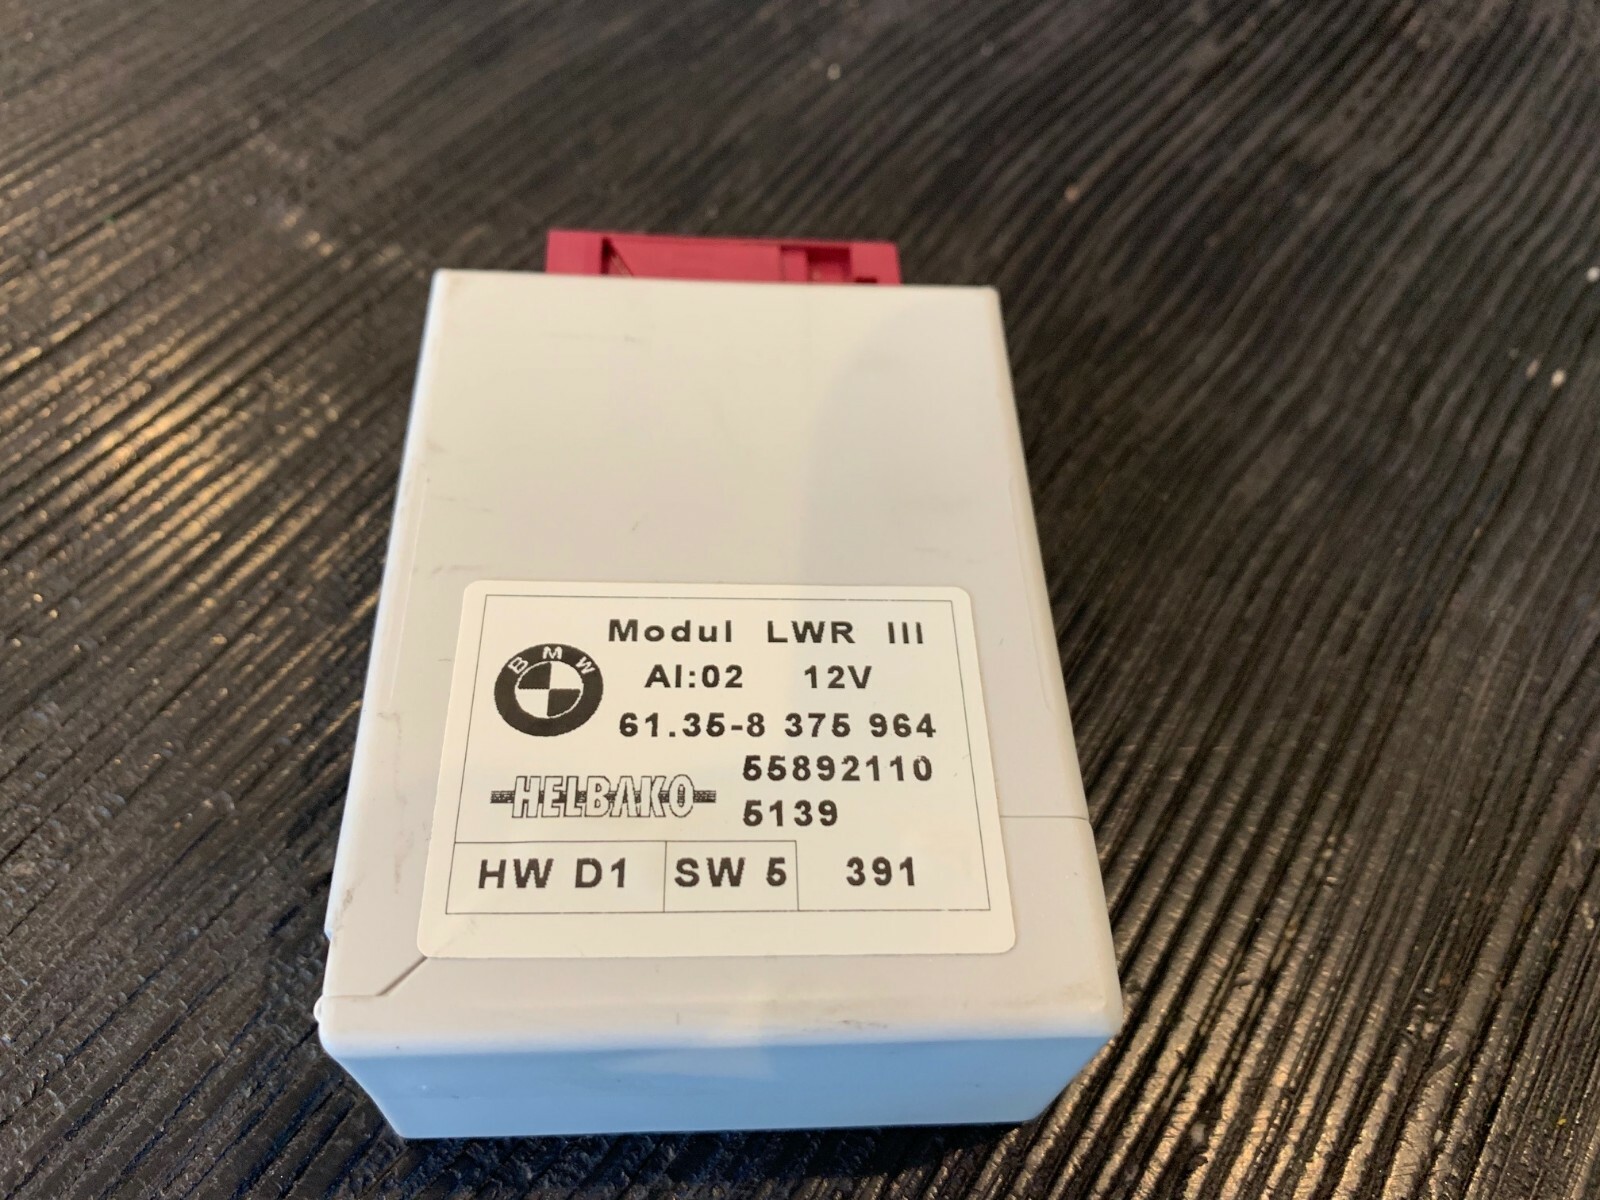 Modul LWR III
BMW
AI:02 12V
61.35-8 375 964
55892110
HELBAKO
5139
HW D1 SW 5 391